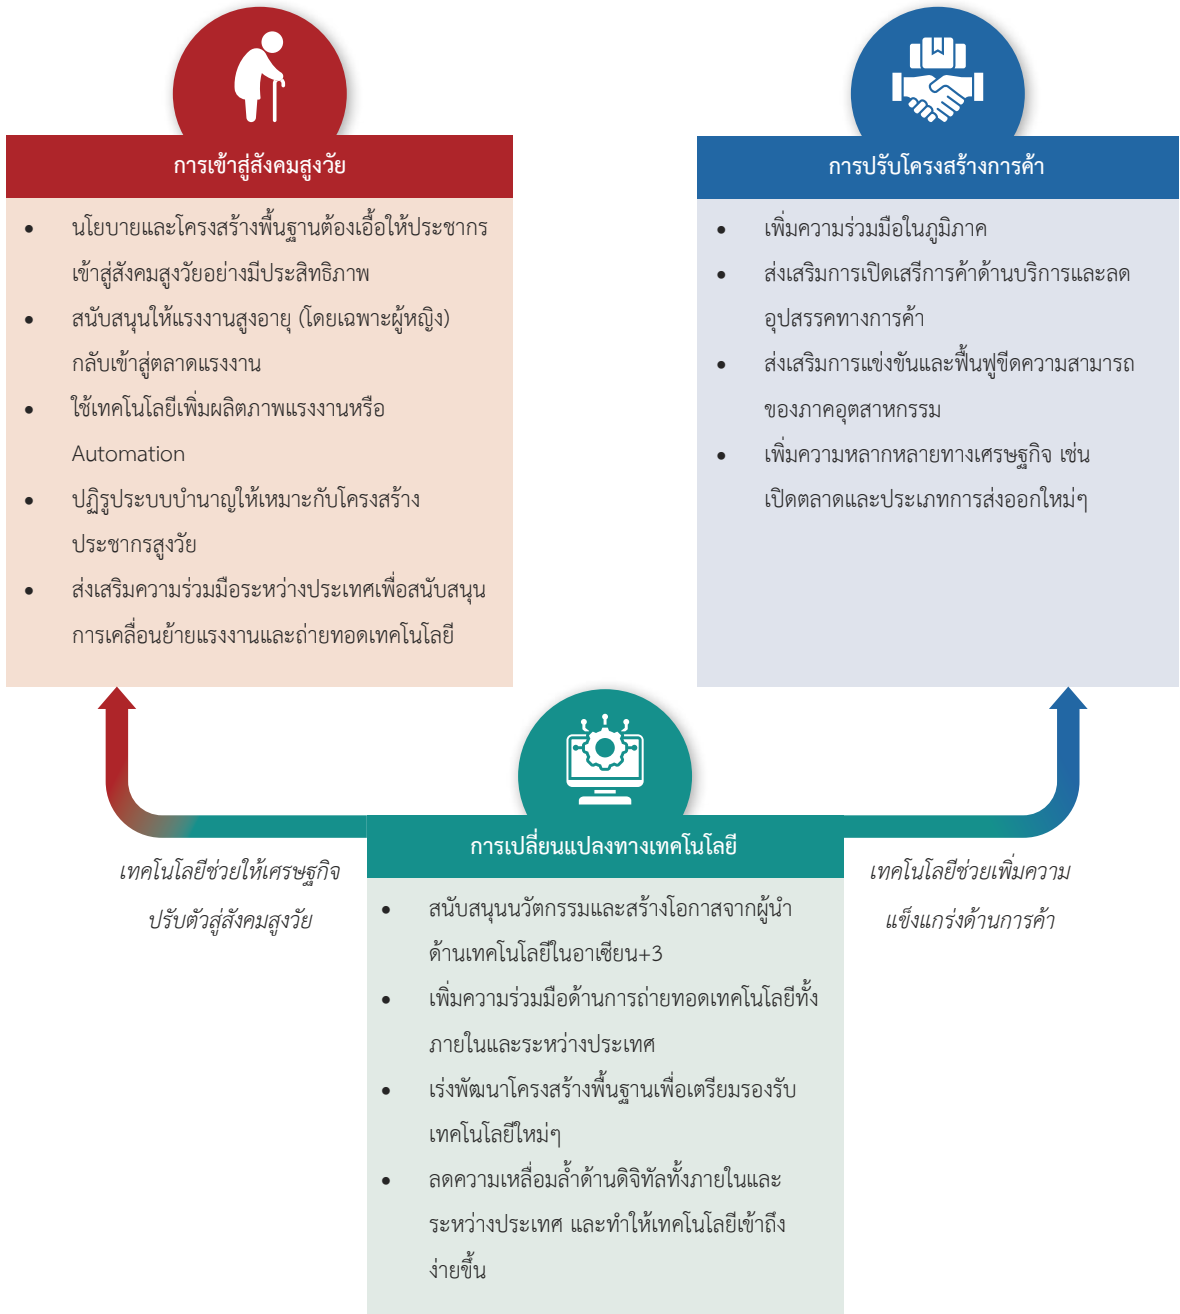 การเข้าสู่สังคมสูงวัย
• นโยบายและโครงสร้างพื้นฐานต้องเอื้อให้ประชากร
เข้าสู่สังคมสูงวัยอย่างมีประสิทธิภาพ
• สนับสนุนให้แรงงานสูงอายุ (โดยเฉพาะผู้หญิง)
กลับเข้าสู่ตลาดแรงงาน
• ใช้เทคโนโลยีเพิ่มผลิตภาพแรงงานหรือ
Automation
• ปฏิรูประบบบำนาญให้เหมาะกับโครงสร้าง
ประชากรสูงวัย
• ส่งเสริมความร่วมมือระหว่างประเทศเพื่อสนับสนุน
การเคลื่อนย้ายแรงงานและถ่ายทอดเทคโนโลยี
การปรับโครงสร้างการค้า
• เพิ่มความร่วมมือในภูมิภาค
• ส่งเสริมการเปิดเสรีการค้าด้านบริการและลด
อุปสรรคทางการค้า
• ส่งเสริมการแข่งขันและฟื้นฟูขีดความสามารถ
ของภาคอุตสาหกรรม
• เพิ่มความหลากหลายทางเศรษฐกิจ เช่น
เปิดตลาดและประเภทการส่งออกใหม่ๆ
เทคโนโลยีช่วยให้เศรษฐกิจ
ปรับตัวสู่สังคมสูงวัย
การเปลี่ยนแปลงทางเทคโนโลยี
• สนับสนุนนวัตกรรมและสร้างโอกาสจากผู้นำ
ด้านเทคโนโลยีในอาเซียน+3
• เพิ่มความร่วมมือด้านการถ่ายทอดเทคโนโลยีทั้ง
ภายในและระหว่างประเทศ
• เร่งพัฒนาโครงสร้างพื้นฐานเพื่อเตรียมรองรับ
เทคโนโลยีใหม่ๆ
• ลดความเหลื่อมล้ำด้านดิจิทัลทั้งภายในและ
ระหว่างประเทศ และทำให้เทคโนโลยีเข้าถึง
ง่ายขึ้น
เทคโนโลยีช่วยเพิ่มความ
แข็งแกร่งด้านการค้า